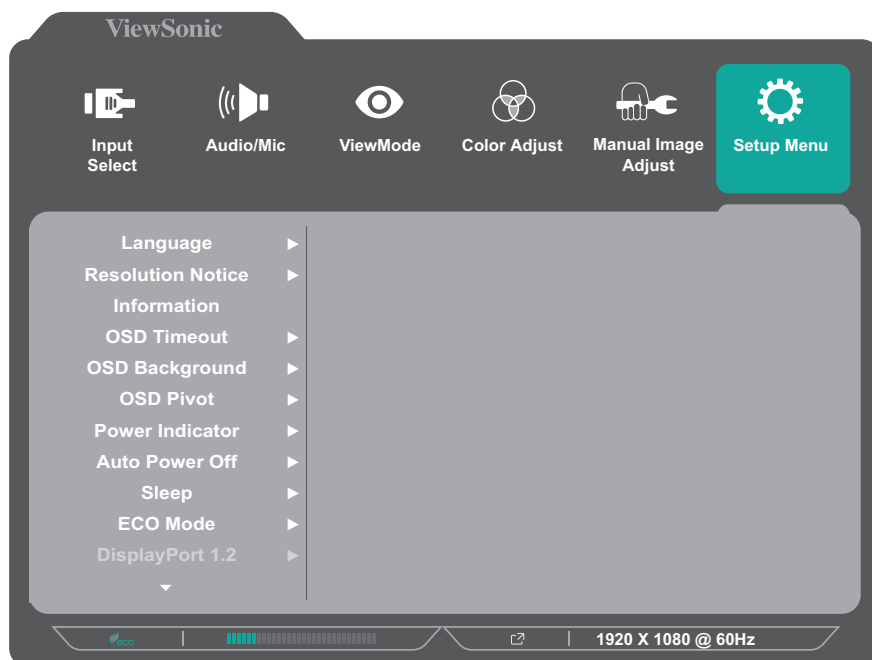 ViewSonic
Input
Select
Audio/Mic
ViewMode
Color Adjust
Manual Image
Adjust
Setup Menu
Language
Resolution Notice
Information
OSD Timeout
OSD Background
OSD Pivot
Power Indicator
Auto Power Off
Sleep
ECO Mode
DisplayPort 1.2
eco
1920 X 1080 @ 60Hz